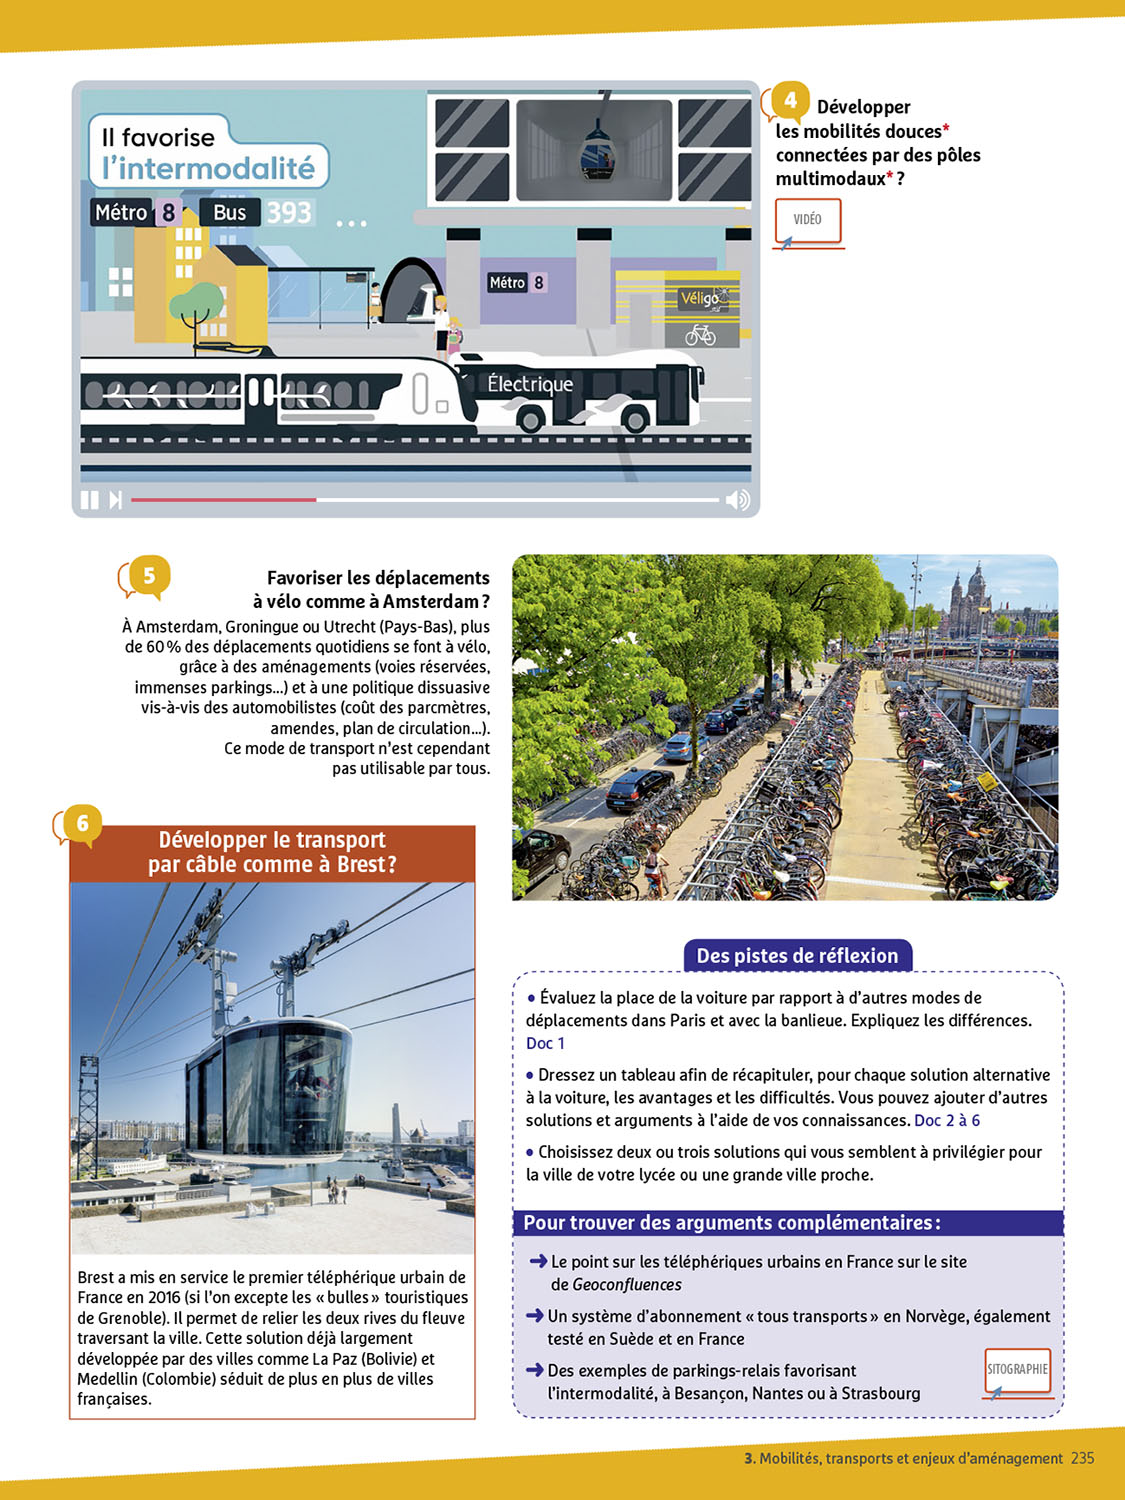 Il favorise
l'intermodalité
Métro 8 Bus 393 ...
Métro 8
Véligo
Électrique
4 Développer
les mobilités douces*
connectées par des pôles
multimodaux* ?
VIDÉO
5 Favoriser les déplacements
à vélo comme à Amsterdam ?
À Amsterdam, Groningue ou Utrecht (Pays-Bas), plus
de 60 % des déplacements quotidiens se font à vélo,
grâce à des aménagements (voies réservées,
immenses parkings...) et à une politique dissuasive
vis-à-vis des automobilistes (coût des parcmètres,
amendes, plan de circulation...).
Ce mode de transport n'est cependant
pas utilisable par tous.
6
Développer le transport
par câble comme à Brest ?
Brest a mis en service le premier téléphérique urbain de
France en 2016 (si l'on excepte les « bulles » touristiques
de Grenoble). Il permet de relier les deux rives du fleuve
traversant la ville. Cette solution déjà largement
développée par des villes comme La Paz (Bolivie) et
Medellin (Colombie) séduit de plus en plus de villes
françaises.
Des pistes de réflexion
• Évaluez la place de la voiture par rapport à d'autres modes de
déplacements dans Paris et avec la banlieue. Expliquez les différences.
Doc 1
• Dressez un tableau afin de récapituler, pour chaque solution alternative
à la voiture, les avantages et les difficultés. Vous pouvez ajouter d'autres
solutions et arguments à l'aide de vos connaissances. Doc 2 à 6
• Choisissez deux ou trois solutions qui vous semblent à privilégier pour
la ville de votre lycée ou une grande ville proche.
Pour trouver des arguments complémentaires :
➜ Le point sur les téléphériques urbains en France sur le site
de Geoconfluences
➜ Un système d'abonnement « tous transports » en Norvège, également
testé en Suède et en France
➜ Des exemples de parkings-relais favorisant
l'intermodalité, à Besançon, Nantes ou à Strasbourg
SITOGRAPHIE
3. Mobilités, transports et enjeux d'aménagement 235